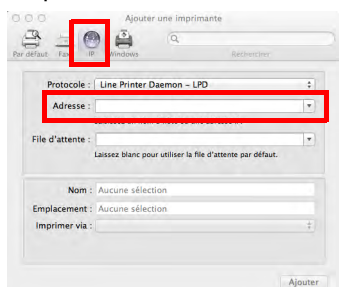 Ajouter une imprimante
Par défaut Fax IP Windows Rechercher
Protocole : Line Printer Daemon – LPD
Adresse :
File d'attente :
Laissez blanc pour utiliser la file d'attente par défaut.
Nom : Aucune sélection
Emplacement : Aucune sélection
Imprimer via :
Ajouter